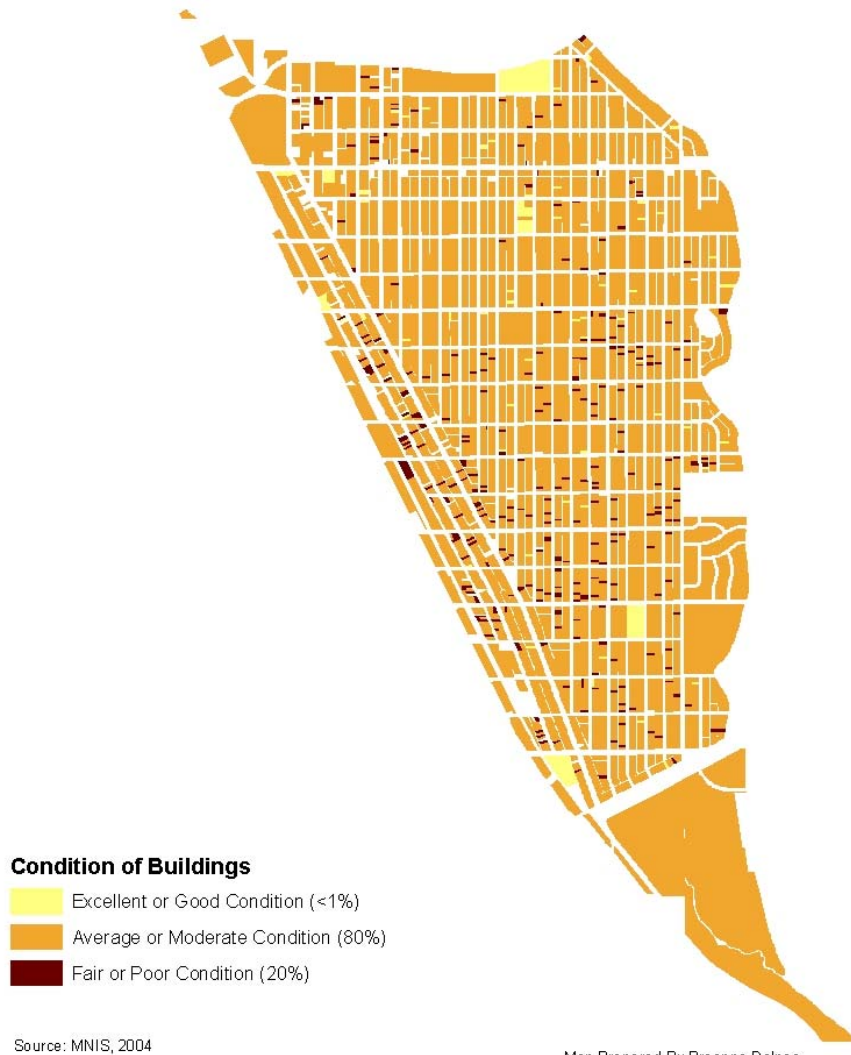 Condition of Buildings
Excellent or Good Condition (<1%)
Average or Moderate Condition (80%)
Fair or Poor Condition (20%)
Source: MNIS, 2004
Map Prepared By Breanne